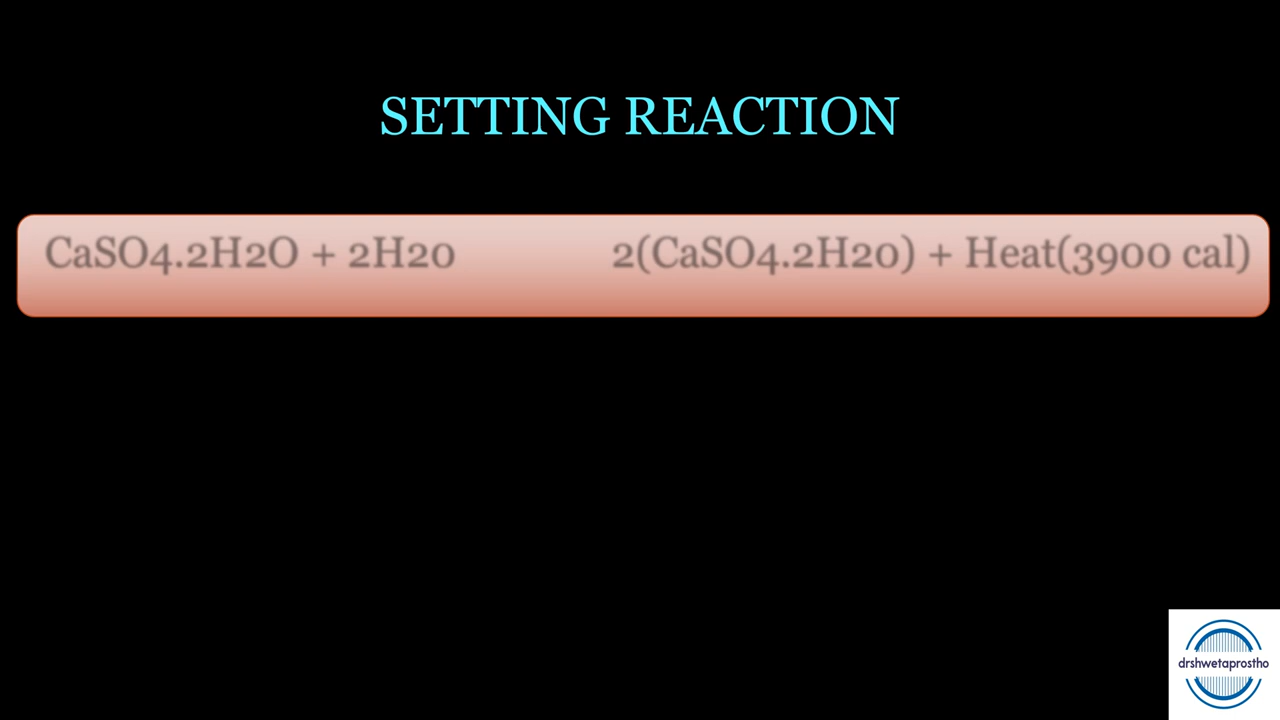 SETTING REACTION
CaSO4.2H2O + 2H20 2(CaSO4.2H20) + Heat(3900 cal)
drshwetaprostho